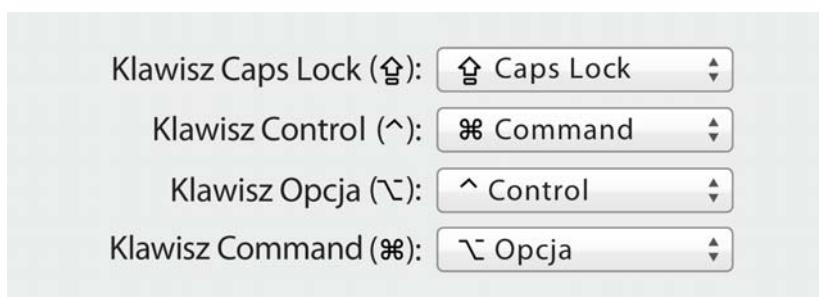 Klawisz Caps Lock (⇪): ⇪ Caps Lock
Klawisz Control (^): ⌘ Command
Klawisz Opcja (⌥): ^ Control
Klawisz Command (⌘): ⌥ Opcja